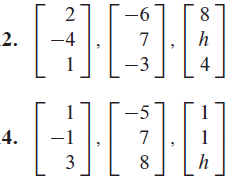 2. [2 -4 1], [-6 7 -3], [8 h 4]
4. [1 -1 3], [-5 7 8], [1 1 h]